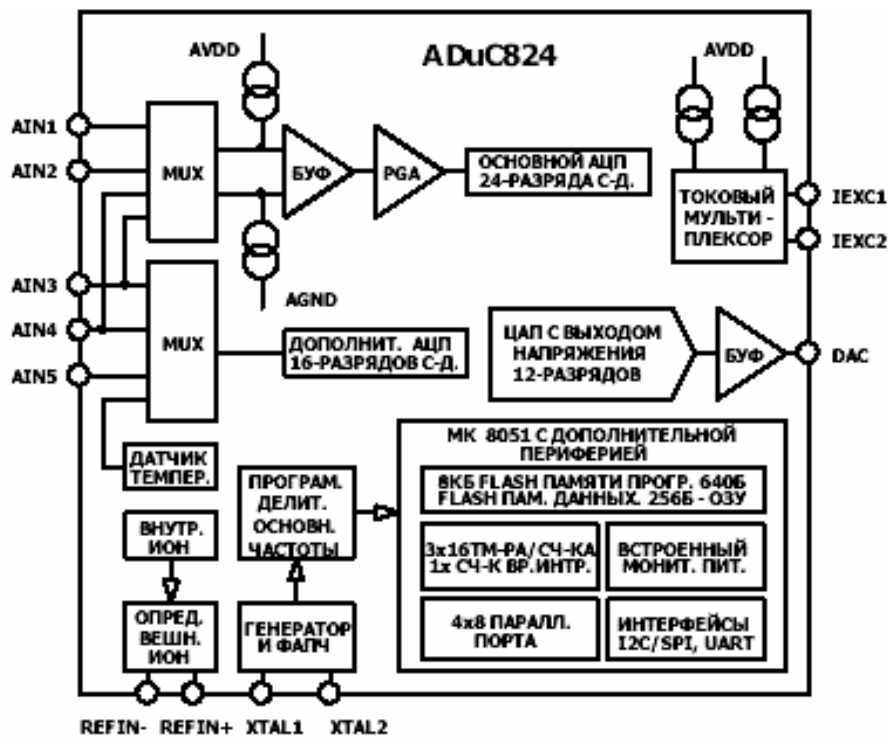 ADuC824
AVDD
AVDD
AIN1
AIN2
AIN3
AIN4
AIN5
MUX
БУФ
PGA
ОСНОВНОЙ АЦП
24-РАЗРЯДА С-Д.
ТОКОВЫЙ
МУЛЬТИ -
ПЛЕКСОР
IEXC1
IEXC2
AGND
MUX
ДОПОЛНИТ. АЦП
16-РАЗРЯДОВ С-Д.
ЦАП С ВЫХОДОМ
НАПРЯЖЕНИЯ
12-РАЗРЯДОВ
БУФ
DAC
ДАТЧИК
ТЕМПЕР.
ВНУТР.
ИОН
ОПРЕД.
ВЕШН.
ИОН
ПРОГРАМ.
ДЕЛИТ.
ОСНОВН.
ЧАСТОТЫ
ГЕНЕРАТОР
И ФАПЧ
МК 8051 С ДОПОЛНИТЕЛЬНОЙ
ПЕРИФЕРИЕЙ
8КБ FLASH ПАМЯТИ ПРОГР. 640Б
FLASH ПАМ. ДАННЫХ. 256Б - ОЗУ
3x16ТМ-РА/СЧ-КА
1x СЧ-К ВР.ИНТР.
ВСТРОЕННЫЙ
МОНИТ. ПИТ.
4x8 ПАРАЛЛ.
ПОРТА
ИНТЕРФЕЙСЫ
I2C/SPI, UART
REFIN- REFIN+ XTAL1 XTAL2